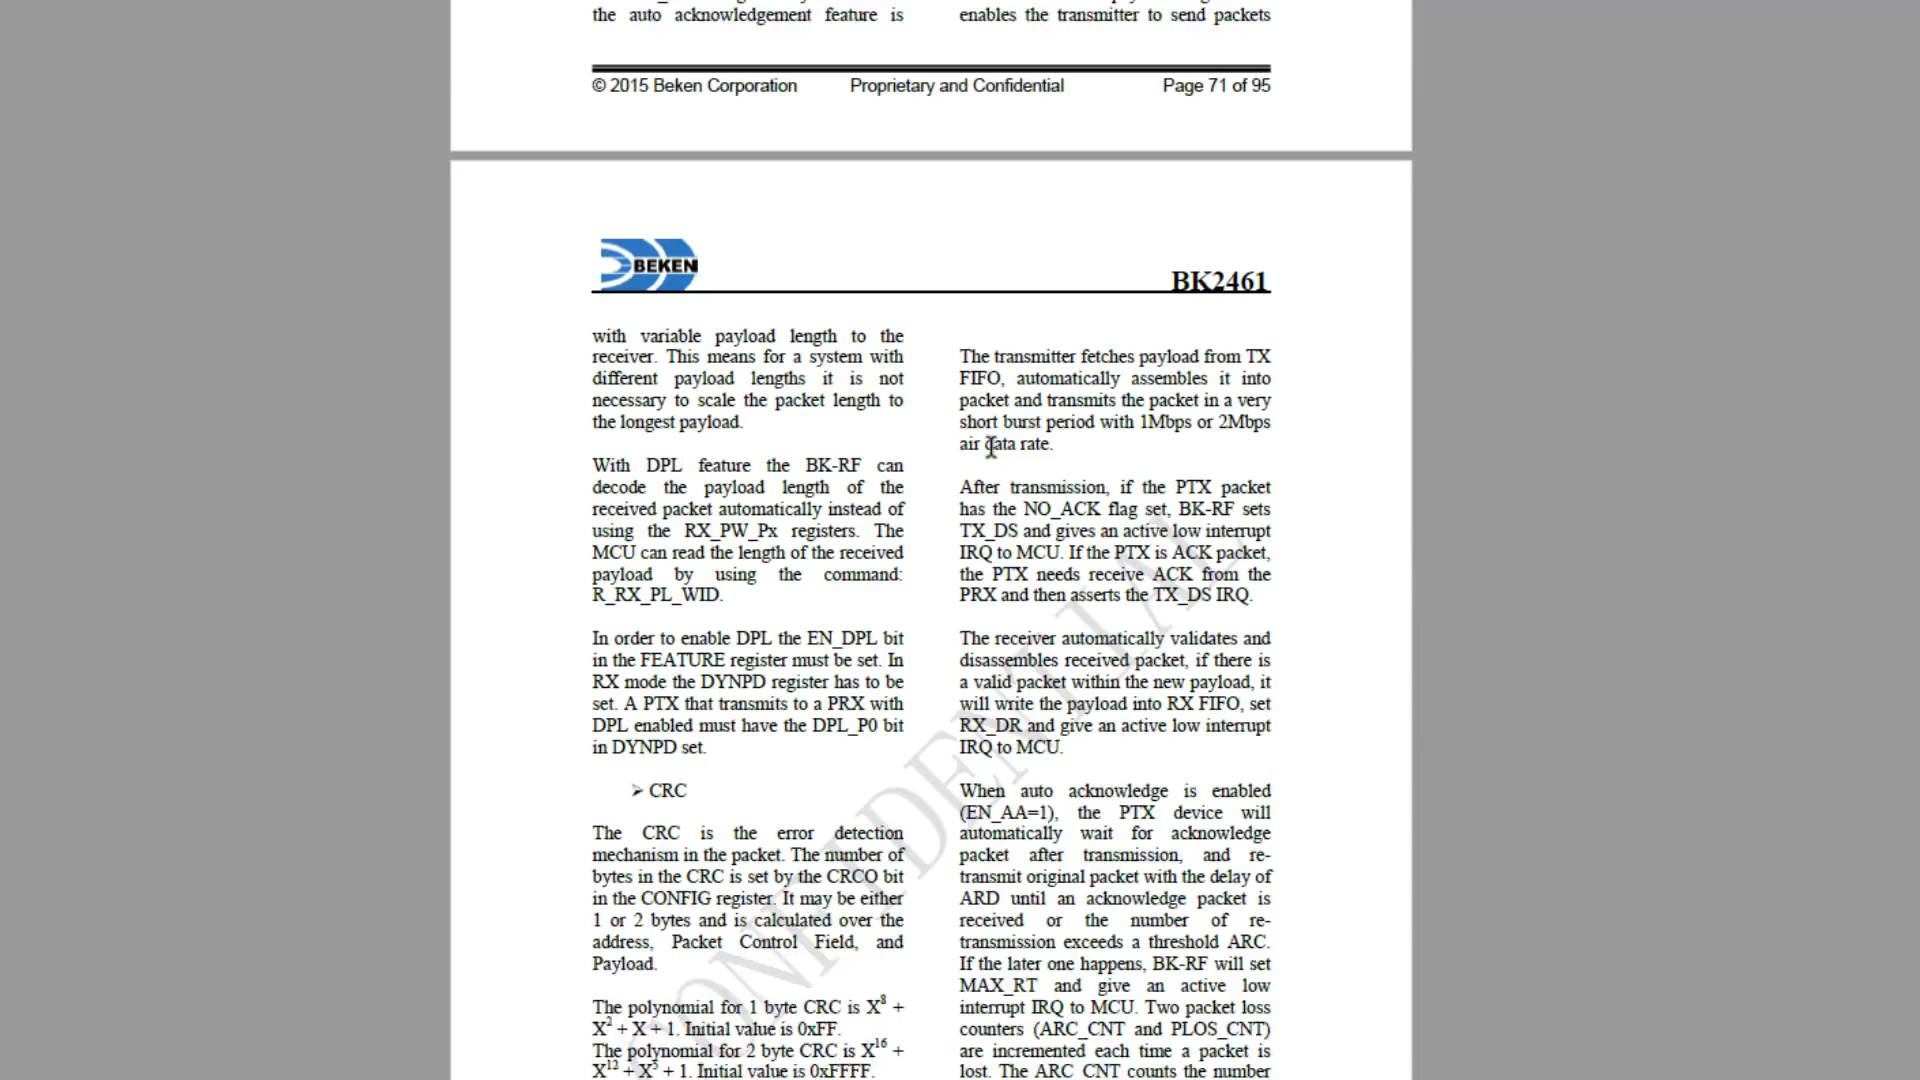 the auto acknowledgement feature is
enables the transmitter to send packets
© 2015 Beken Corporation Proprietary and Confidential Page 71 of 95
BEKEN
BK2461
with variable payload length to the
receiver. This means for a system with
different payload lengths it is not
necessary to scale the packet length to
the longest payload.
With DPL feature the BK-RF can
decode the payload length of the
received packet automatically instead of
using the RX_PW_Px registers. The
MCU can read the length of the received
payload by using the command:
R_RX_PL_WID.
In order to enable DPL the EN_DPL bit
in the FEATURE register must be set. In
RX mode the DYNPD register has to be
set. A PTX that transmits to a PRX with
DPL enabled must have the DPL_P0 bit
in DYNPD set.
➢ CRC
The CRC is the error detection
mechanism in the packet. The number of
bytes in the CRC is set by the CRCO bit
in the CONFIG register. It may be either
1 or 2 bytes and is calculated over the
address, Packet Control Field, and
Payload.
The polynomial for 1 byte CRC is X⁸ +
X² + X + 1. Initial value is 0xFF.
The polynomial for 2 byte CRC is X¹⁶ +
X¹² + X⁵ + 1. Initial value is 0xFFFF.
The transmitter fetches payload from TX
FIFO, automatically assembles it into
packet and transmits the packet in a very
short burst period with 1Mbps or 2Mbps
air data rate.
After transmission, if the PTX packet
has the NO_ACK flag set, BK-RF sets
TX_DS and gives an active low interrupt
IRQ to MCU. If the PTX is ACK packet,
the PTX needs receive ACK from the
PRX and then asserts the TX_DS IRQ.
The receiver automatically validates and
disassembles received packet, if there is
a valid packet within the new payload, it
will write the payload into RX FIFO, set
RX_DR and give an active low interrupt
IRQ to MCU.
When auto acknowledge is enabled
(EN_AA=1), the PTX device will
automatically wait for acknowledge
packet after transmission, and re-
transmit original packet with the delay of
ARD until an acknowledge packet is
received or the number of re-
transmission exceeds a threshold ARC.
If the later one happens, BK-RF will set
MAX_RT and give an active low
interrupt IRQ to MCU. Two packet loss
counters (ARC_CNT and PLOS_CNT)
are incremented each time a packet is
lost. The ARC_CNT counts the number
CONFIDENTIAL